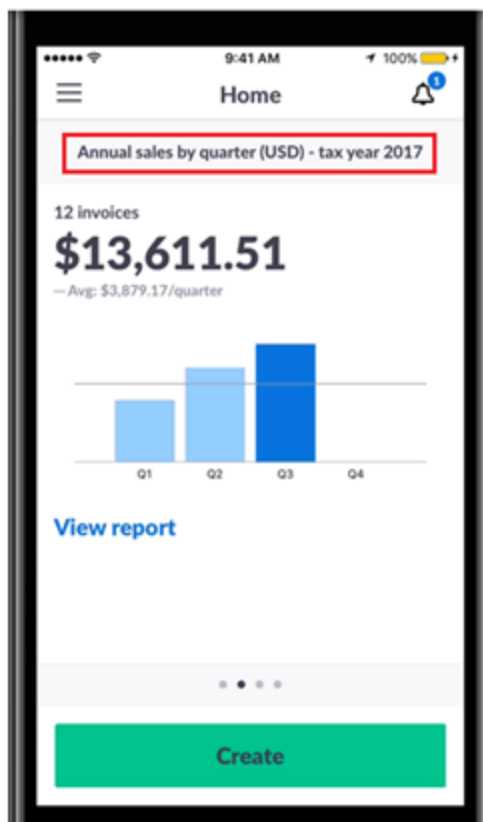 9:41 AM
100%
Home
1
Annual sales by quarter (USD) - tax year 2017
12 invoices
$13,611.51
— Avg: $3,879.17/quarter
Q1 Q2 Q3 Q4
View report
Create